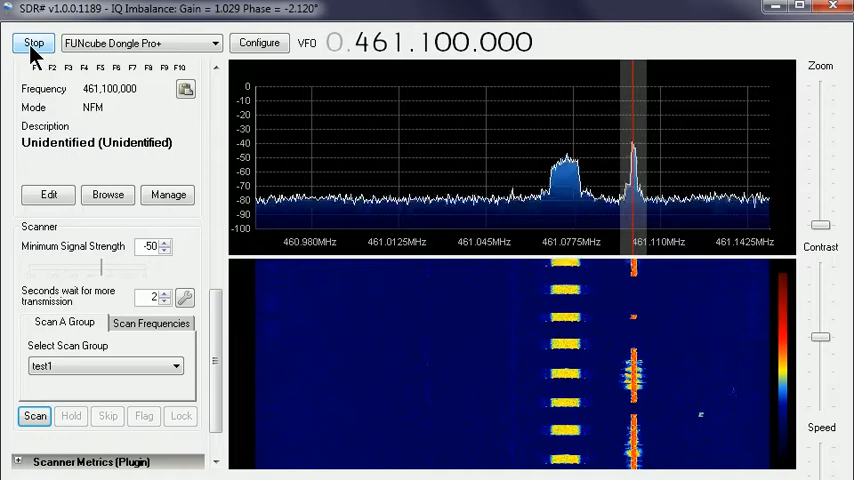 SDR# v1.0.0.1189 - IQ Imbalance: Gain = 1.029 Phase = -2.120°
Stop
FUNcube Dongle Pro+
Configure
VFO
0.461.100.000
Zoom
F1 F2 F3 F4 F5 F6 F7 F8 F9 F10
Frequency 461,100,000
Mode NFM
Description
Unidentified (Unidentified)
Edit Browse Manage
0
-10
-20
-30
-40
-50
-60
-70
-80
-90
-100
460.980MHz 461.0125MHz 461.045MHz 461.0775MHz 461.110MHz 461.1425MHz
Scanner
Minimum Signal Strength -50
Seconds wait for more
transmission 2
Scan A Group Scan Frequencies
Select Scan Group
test1
Scan Hold Skip Flag Lock
Scanner Metrics (Plugin)
Contrast
Speed